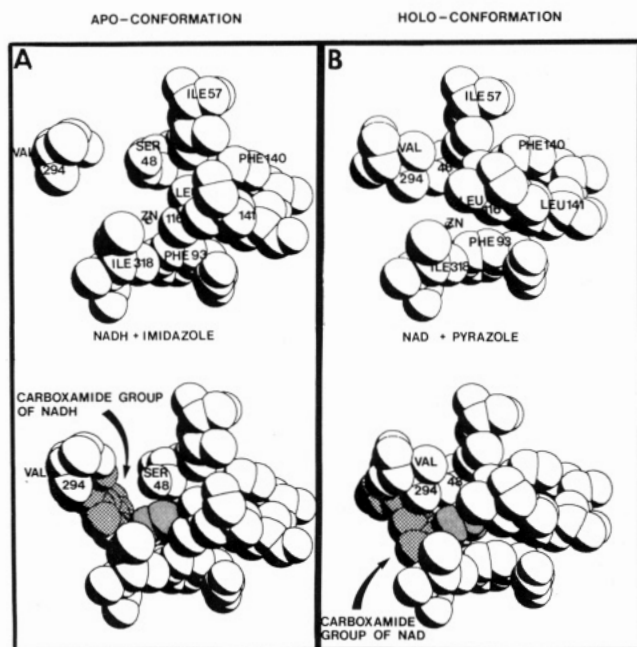 APO-CONFORMATION
HOLO-CONFORMATION
A
ILE 57
VAL
294
SER
48
PHE 140
LEU
116
141
ZN
ILE 318
PHE 93
NADH + IMIDAZOLE
B
ILE 57
VAL
294
48
PHE 140
LEU
116
LEU 141
ZN
PHE 93
ILE 318
NAD + PYRAZOLE
CARBOXAMIDE GROUP
OF NADH
VAL
294
SER
48
VAL
294
48
CARBOXAMIDE
GROUP OF NAD